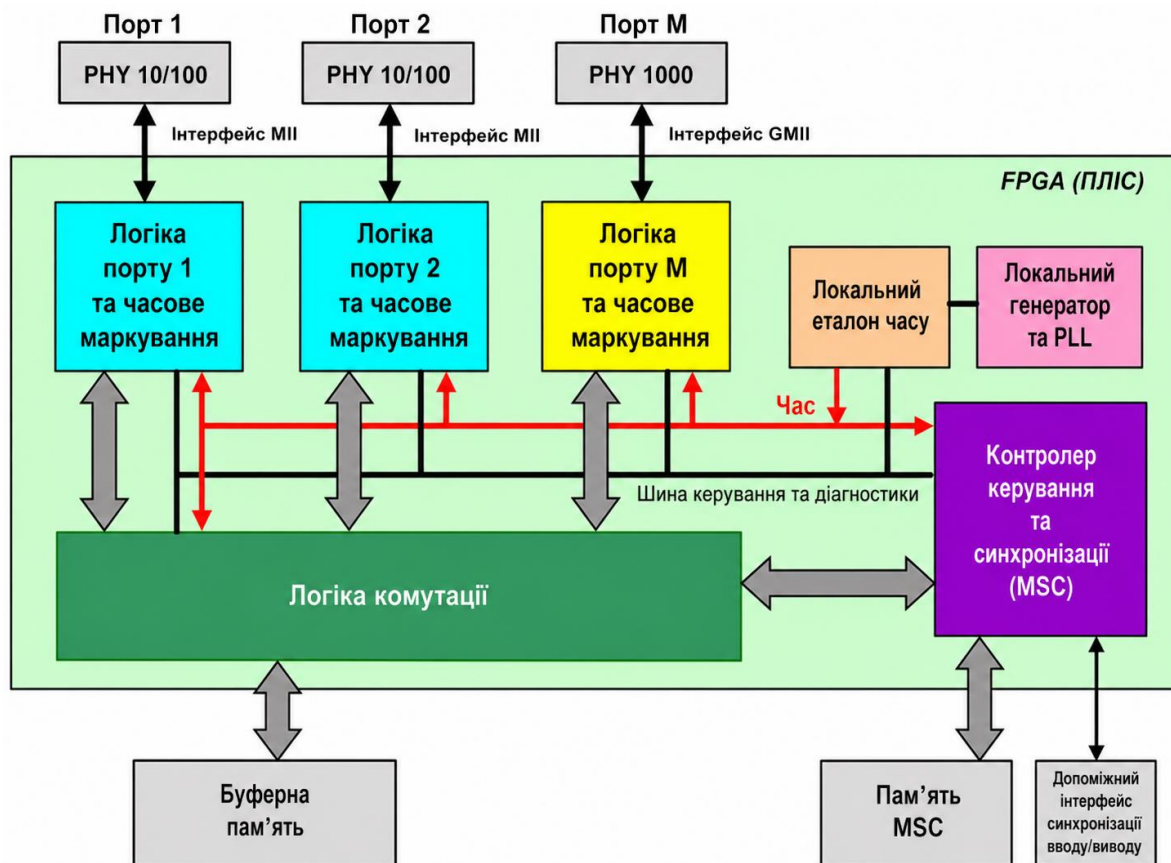 Порт 1
Порт 2
Порт М
PHY 10/100
PHY 10/100
PHY 1000
Інтерфейс MII
Інтерфейс MII
Інтерфейс GMII
FPGA (ПЛІС)
Логіка
порту 1
та часове
маркування
Логіка
порту 2
та часове
маркування
Логіка
порту М
та часове
маркування
Локальний
еталон часу
Локальний
генератор
та PLL
Час
Шина керування та діагностики
Контролер
керування
та
синхронізації
(MSC)
Логіка комутації
Буферна
пам’ять
Пам’ять
MSC
Допоміжний
інтерфейс
синхронізації
вводу/виводу